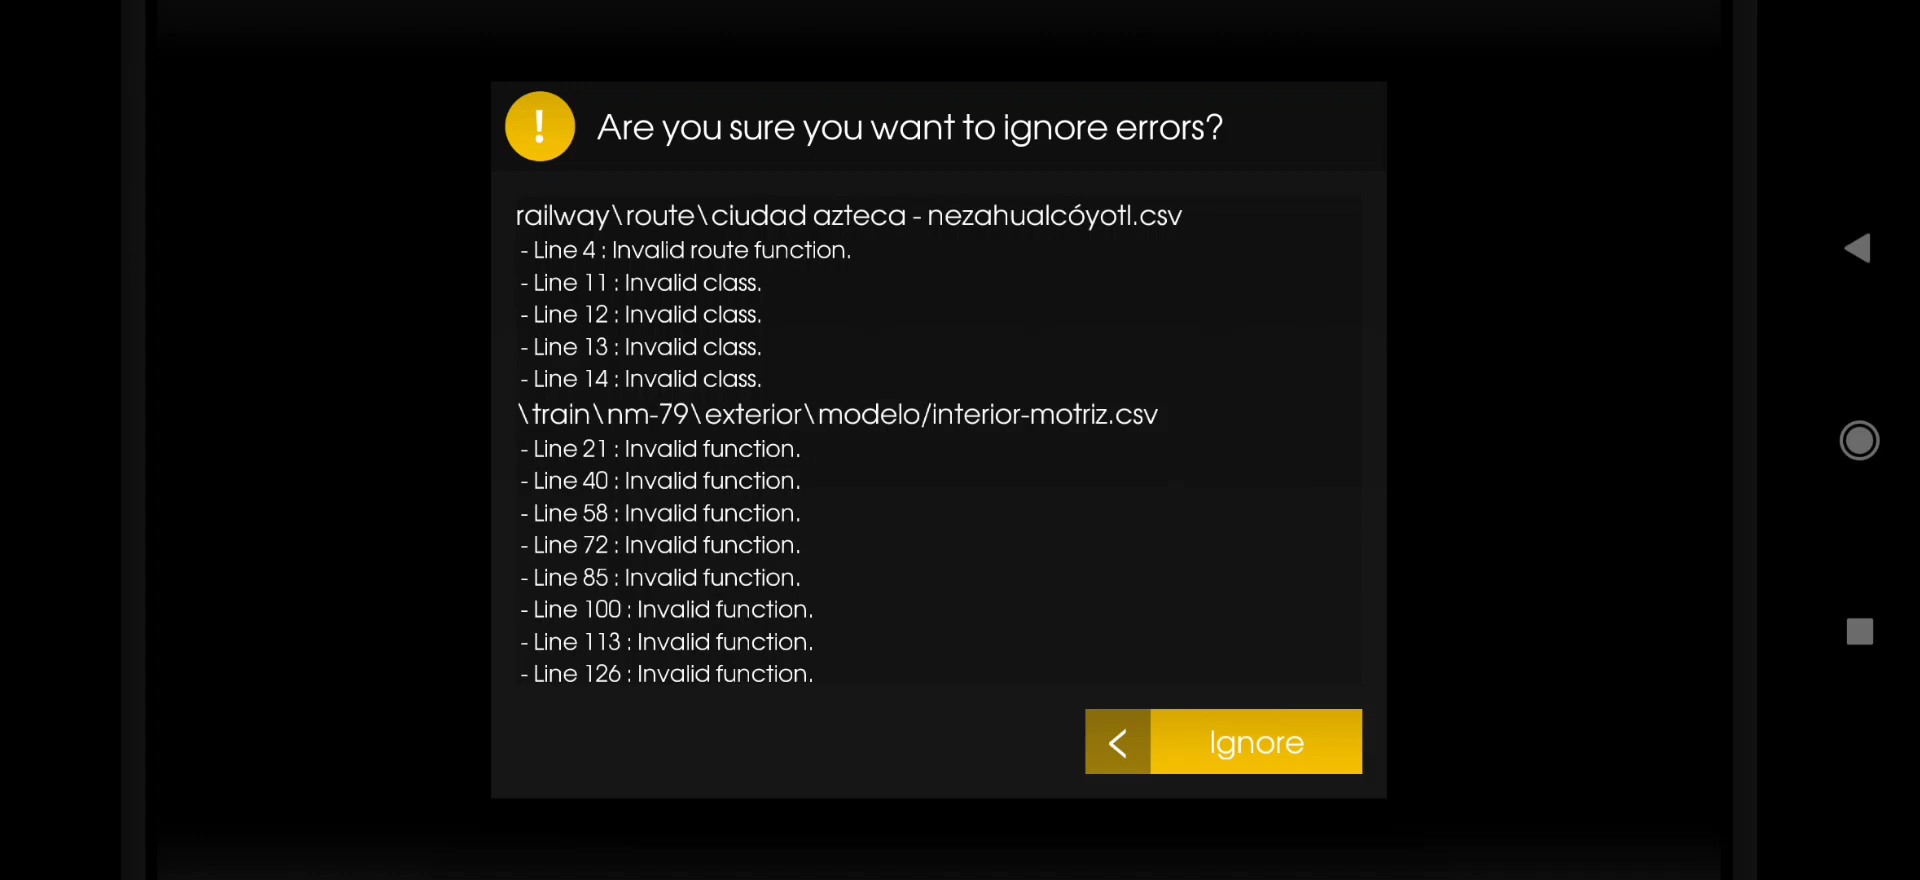 ! Are you sure you want to ignore errors?
railway\route\ciudad azteca - nezahualcóyotl.csv
- Line 4 : Invalid route function.
- Line 11 : Invalid class.
- Line 12 : Invalid class.
- Line 13 : Invalid class.
- Line 14 : Invalid class.
\train\nm-79\exterior\modelo/interior-motriz.csv
- Line 21 : Invalid function.
- Line 40 : Invalid function.
- Line 58 : Invalid function.
- Line 72 : Invalid function.
- Line 85 : Invalid function.
- Line 100 : Invalid function.
- Line 113 : Invalid function.
- Line 126 : Invalid function.
< Ignore